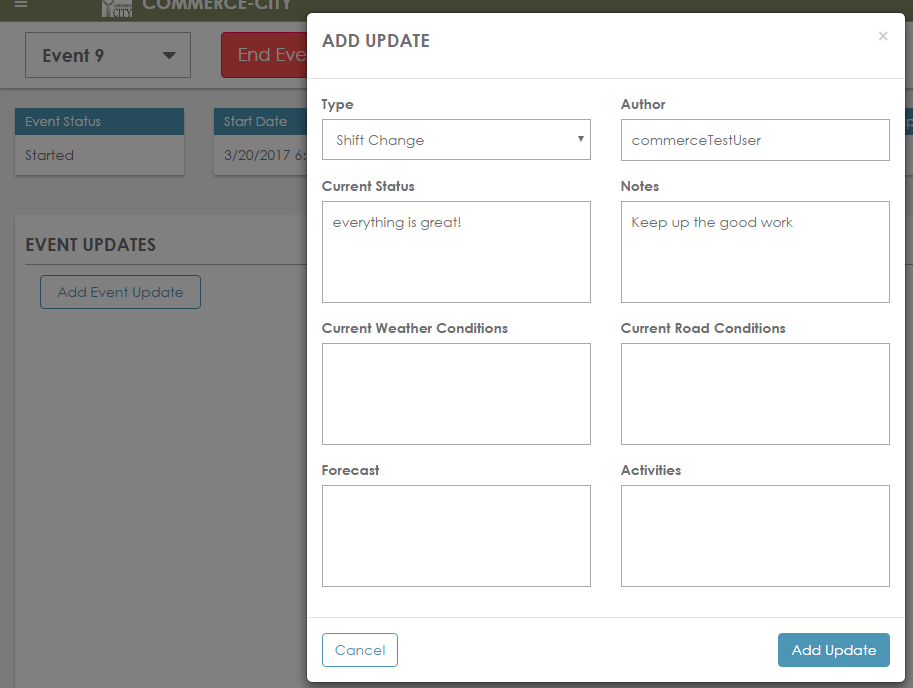 COMMERCE-CITY
Event 9
End Eve
Event Status
Started
Start Date
3/20/2017 6:
EVENT UPDATES
Add Event Update
ADD UPDATE
×
Type
Shift Change
Author
commerceTestUser
Current Status
everything is great!
Notes
Keep up the good work
Current Weather Conditions
Current Road Conditions
Forecast
Activities
Cancel
Add Update